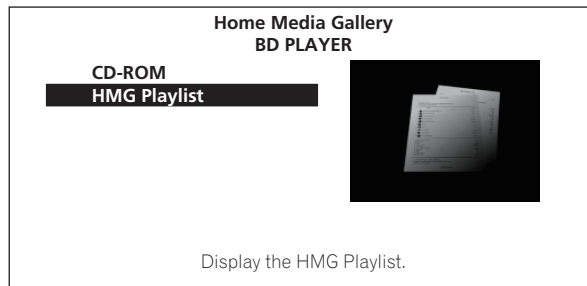 Home Media Gallery
BD PLAYER
CD-ROM
HMG Playlist
Display the HMG Playlist.